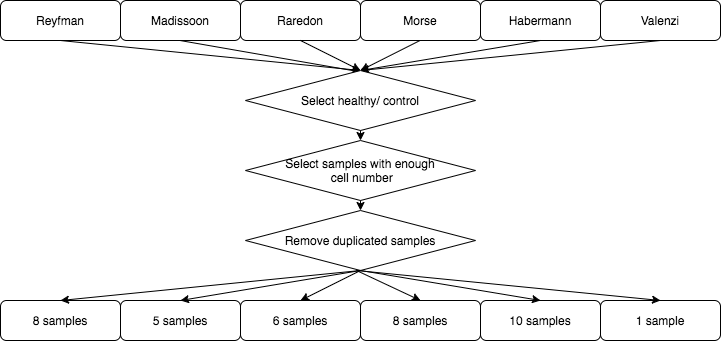 Reyfman
Madissoon
Raredon
Morse
Habermann
Valenzi
Select healthy/ control
Select samples with enough
cell number
Remove duplicated samples
8 samples
5 samples
6 samples
8 samples
10 samples
1 sample